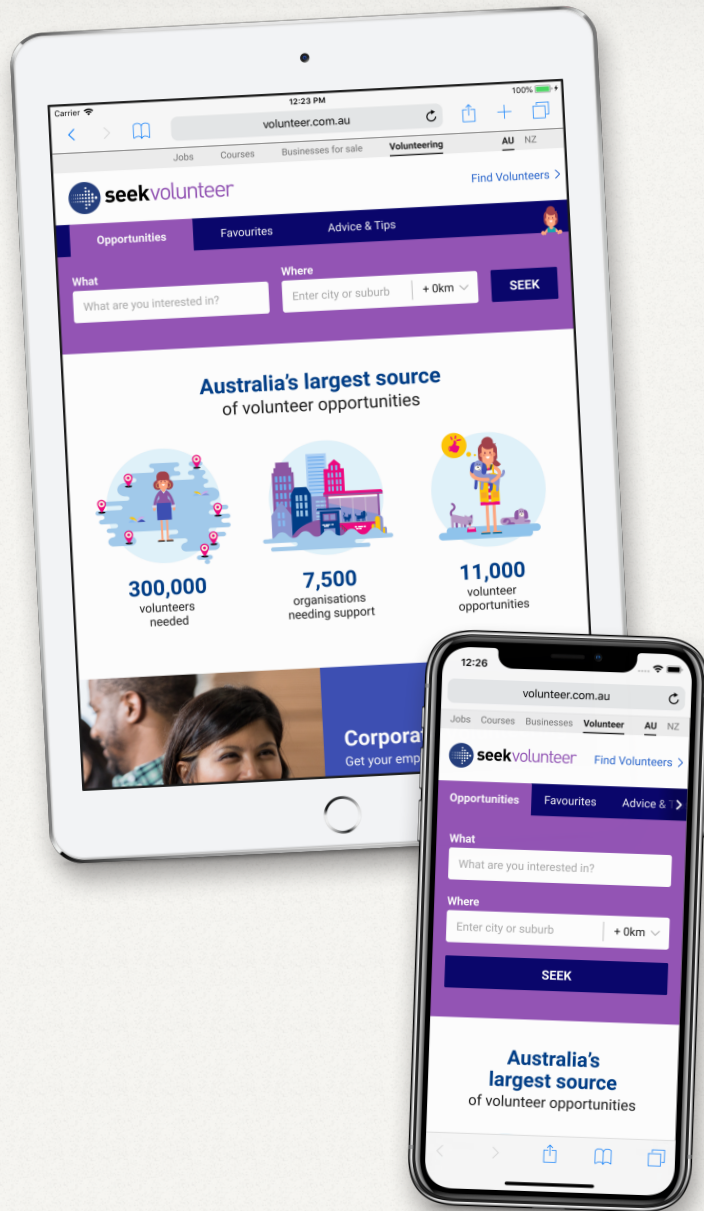 Carrier
12:23 PM
100%
volunteer.com.au
Jobs Courses Businesses for sale Volunteering AU NZ
seekvolunteer
Find Volunteers >
Opportunities Favourites Advice & Tips
What
Where
What are you interested in?
Enter city or suburb
+ 0km
SEEK
Australia's largest source
of volunteer opportunities
300,000
volunteers
needed
7,500
organisations
needing support
11,000
volunteer
opportunities
Corpora
Get your emp
12:26
volunteer.com.au
Jobs Courses Businesses Volunteer AU NZ
seekvolunteer
Find Volunteers >
Opportunities Favourites Advice & T
What
What are you interested in?
Where
Enter city or suburb
+ 0km
SEEK
Australia's
largest source
of volunteer opportunities